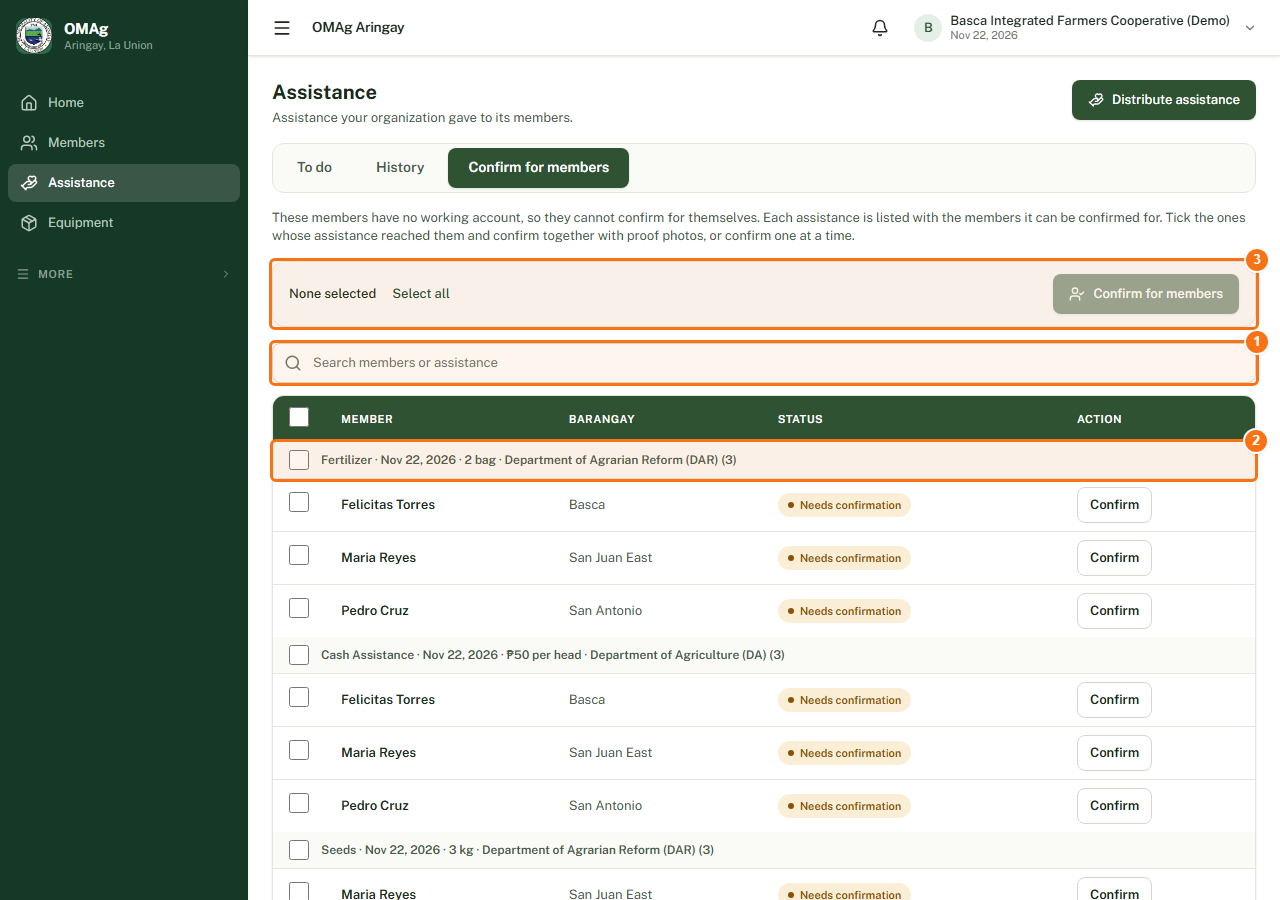 OMAg
Aringay, La Union
Home
Members
Assistance
Equipment
MORE
OMAg Aringay
B
Basca Integrated Farmers Cooperative (Demo)
Nov 22, 2026
Assistance
Assistance your organization gave to its members.
Distribute assistance
To do
History
Confirm for members
These members have no working account, so they cannot confirm for themselves. Each assistance is listed with the members it can be confirmed for. Tick the ones
whose assistance reached them and confirm together with proof photos, or confirm one at a time.
3
None selected
Select all
Confirm for members
1
Search members or assistance
MEMBER BARANGAY STATUS ACTION
2
Fertilizer · Nov 22, 2026 · 2 bag · Department of Agrarian Reform (DAR) (3)
Felicitas Torres Basca Needs confirmation Confirm
Maria Reyes San Juan East Needs confirmation Confirm
Pedro Cruz San Antonio Needs confirmation Confirm
Cash Assistance · Nov 22, 2026 · ₱50 per head · Department of Agriculture (DA) (3)
Felicitas Torres Basca Needs confirmation Confirm
Maria Reyes San Juan East Needs confirmation Confirm
Pedro Cruz San Antonio Needs confirmation Confirm
Seeds · Nov 22, 2026 · 3 kg · Department of Agrarian Reform (DAR) (3)
Maria Reyes San Juan East Needs confirmation Confirm